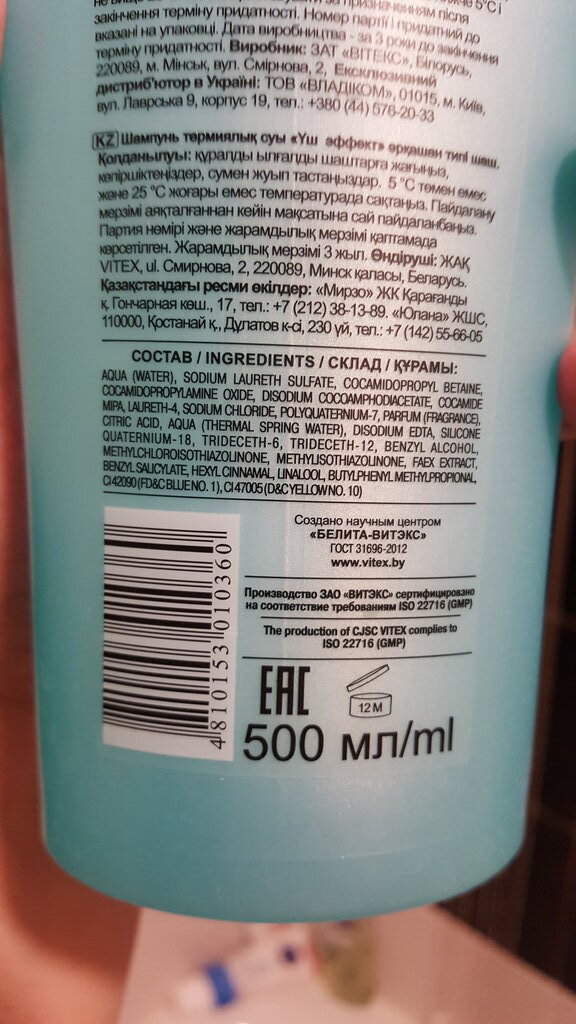 закінчення терміну придатності. Номер партії і придатний до
вказані на упаковці. Дата виробництва - за 3 роки до закінчення
терміну придатності. Виробник: ЗАТ «ВІТЕКС», Білорусь,
220089, м. Мінськ, вул. Смірнова, 2, Ексклюзивний
дистриб'ютор в Україні: ТОВ «ВЛАДІКОМ», 01015, м. Київ,
вул. Лаврська 9, корпус 19, тел.: +380 (44) 576-20-33
KZ Шампунь термиялық суы «Үш эффект» әрқашан типі шаш.
Қолданылуы: құралды ылғалды шаштарға жағыңыз,
көпіршіктеңіздер, сумен жуып тастаңыздар. 5 °C төмен емес
және 25 °C жоғары емес температурада сақтаңыз. Пайдалану
мерзімі аяқталғаннан кейін мақсатына сай пайдаланбаңыз.
Партия немірі және жарамдылық мерзімі қаптамада
көрсетілген. Жарамдылық мерзімі 3 жыл. Өндіруші: ЖАҚ
VITEX, ul. Смирнова, 2, 220089, Минск қаласы, Беларусь.
Қазақстандағы ресми өкілдер: «Мирзо» ЖК Қарағанды
қ. Гончарная көш., 17, тел.: +7 (212) 38-13-89. «Юлана» ЖШС,
110000, Қостанай қ., Дулатов к-сі, 230 үй, тел.: +7 (142) 55-66-05
СОСТАВ / INGREDIENTS / СКЛАД / ҚҰРАМЫ:
AQUA (WATER), SODIUM LAURETH SULFATE, COCAMIDOPROPYL BETAINE,
COCAMIDOPROPYLAMINE OXIDE, DISODIUM COCOAMPHODIACETATE, COCAMIDE
MIPA, LAURETH-4, SODIUM CHLORIDE, POLYQUATERNIUM-7, PARFUM (FRAGRANCE),
CITRIC ACID, AQUA (THERMAL SPRING WATER), DISODIUM EDTA, SILICONE
QUATERNIUM-18, TRIDECETH-6, TRIDECETH-12, BENZYL ALCOHOL,
METHYLCHLOROISOTHIAZOLINONE, METHYLISOTHIAZOLINONE, FAEX EXTRACT,
BENZYL SALICYLATE, HEXYL CINNAMAL, LINALOOL, BUTYLPHENYL METHYLPROPIONAL,
CI 42090 (FD&C BLUE NO. 1), CI 47005 (D&C YELLOW NO. 10)
Создано научным центром
«БЕЛИТА-ВИТЭКС»
ГОСТ 31696-2012
www.vitex.by
Производство ЗАО «ВИТЭКС» сертифицировано
на соответствие требованиям ISO 22716 (GMP)
The production of CJSC VITEX complies to
ISO 22716 (GMP)
4 810153 010360
EAC
12 M
500 мл/ml